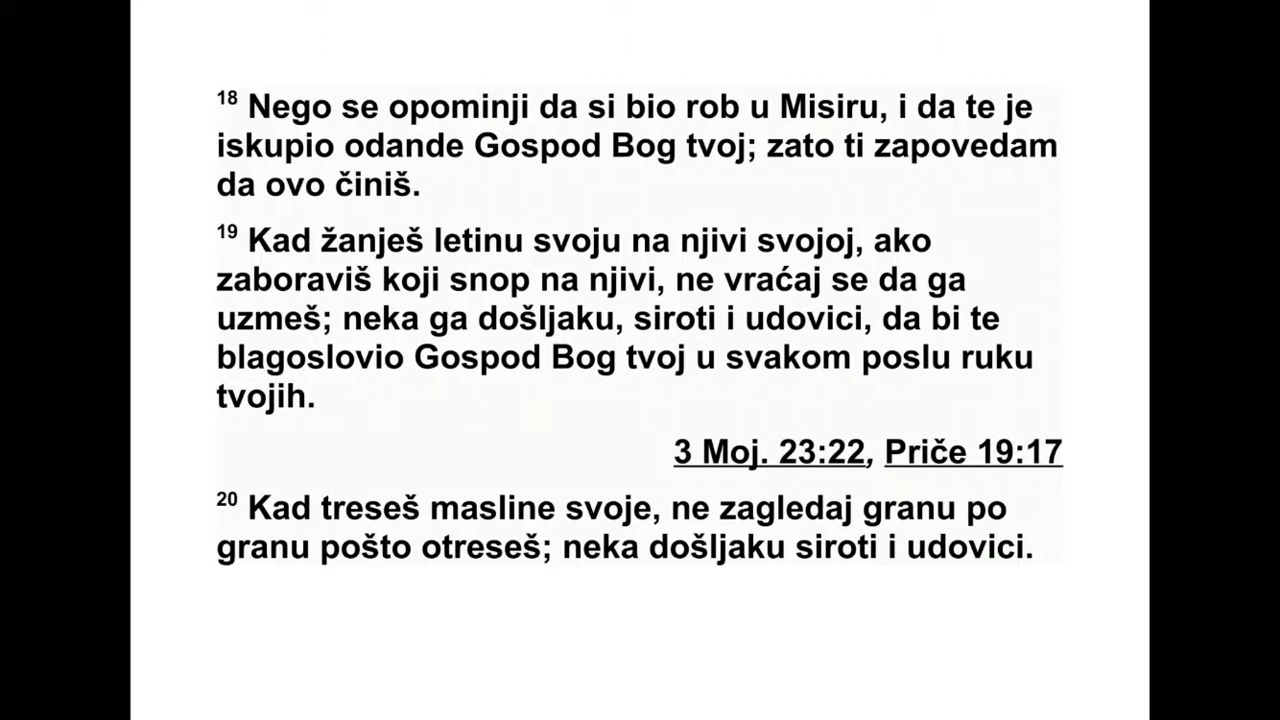 18 Nego se opominji da si bio rob u Misiru, i da te je
iskupio odande Gospod Bog tvoj; zato ti zapovedam
da ovo činiš.
19 Kad žanješ letinu svoju na njivi svojoj, ako
zaboraviš koji snop na njivi, ne vraćaj se da ga
uzmeš; neka ga došljaku, siroti i udovici, da bi te
blagoslovio Gospod Bog tvoj u svakom poslu ruku
tvojih.
3 Moj. 23:22, Priče 19:17
20 Kad treseš masline svoje, ne zagledaj granu po
granu pošto otreseš; neka došljaku siroti i udovici.